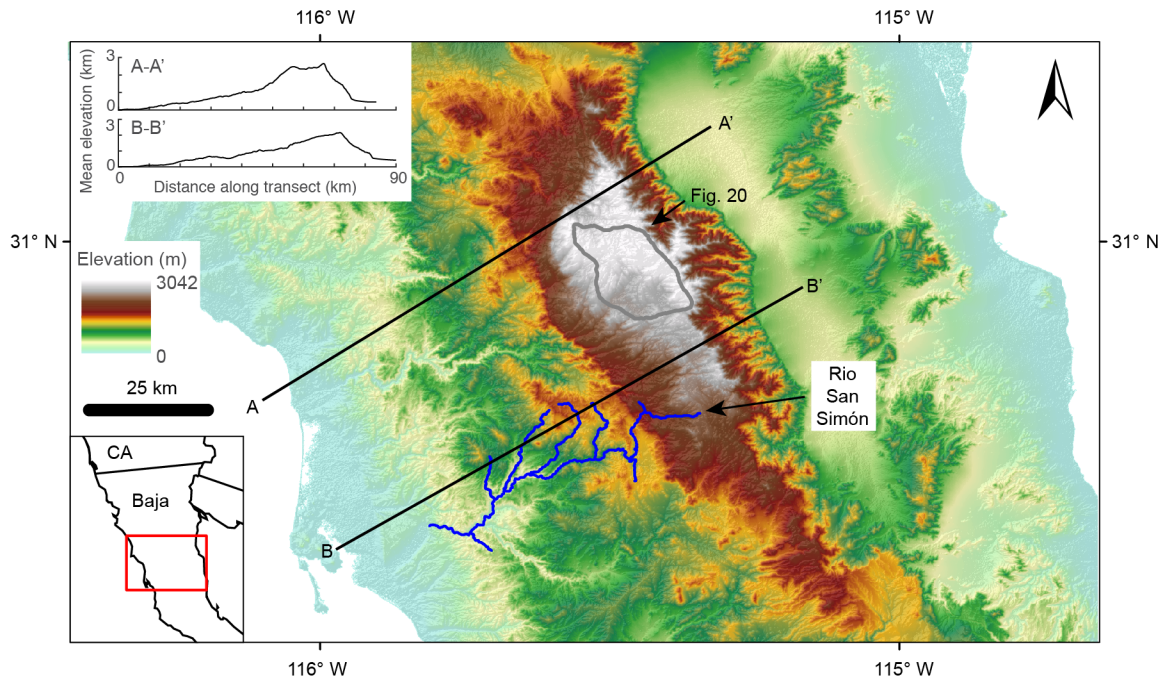 116° W
115° W
3
A-A’
3
B-B’
0
0
90
Mean elevation (km)
Distance along transect (km)
A’
Fig. 20
31° N
31° N
Elevation (m)
3042
0
B’
25 km
Rio
San
Simón
A
CA
Baja
B
116° W
115° W